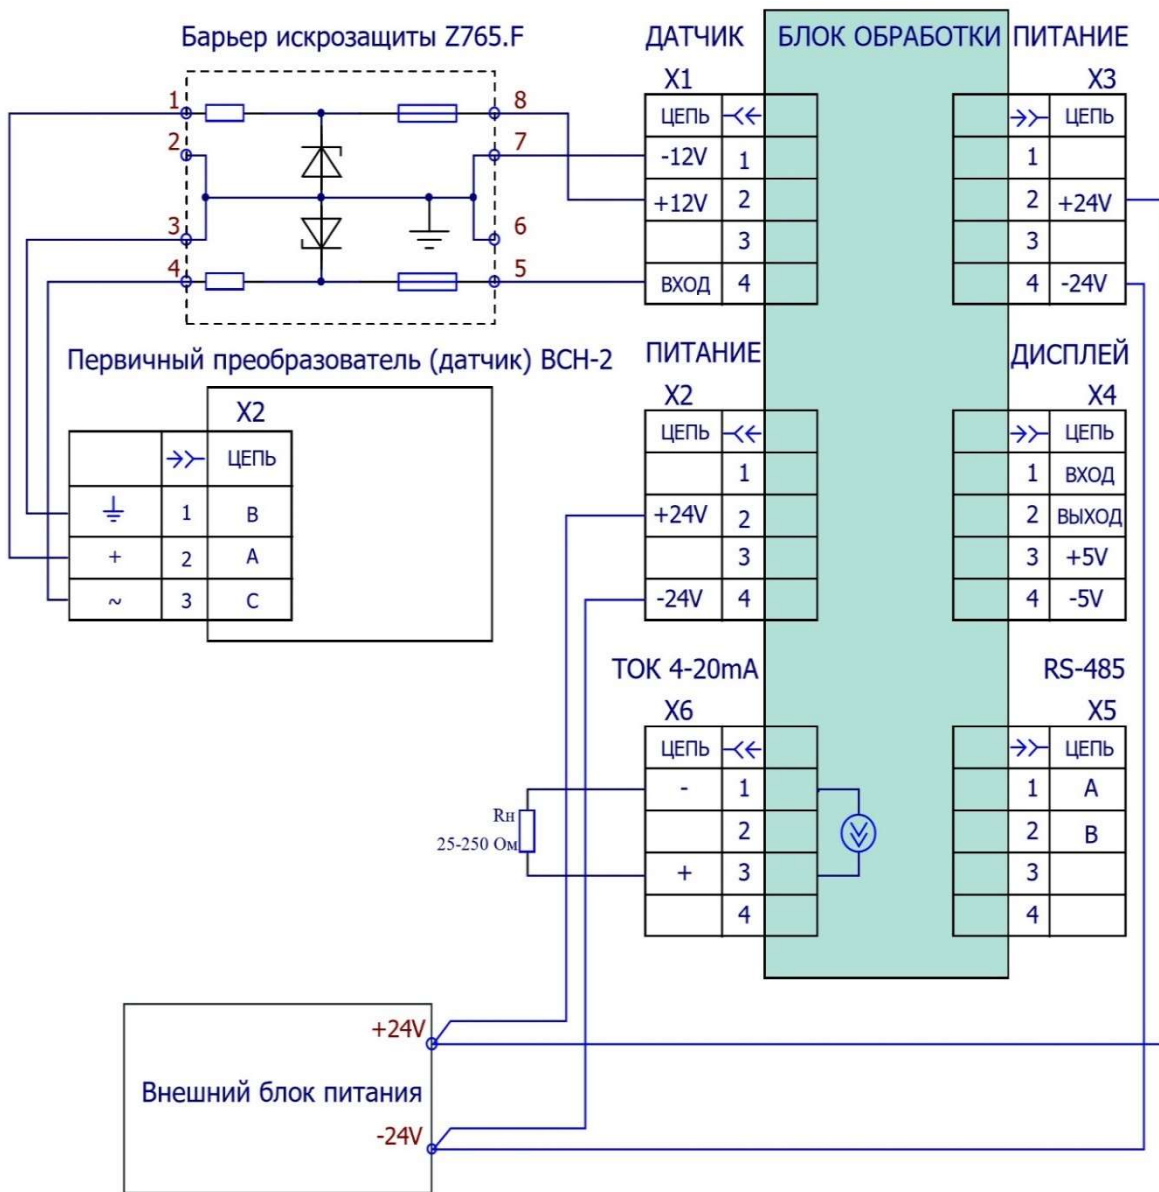 Барьер искрозащиты Z765.F
ДАТЧИК
БЛОК ОБРАБОТКИ
ПИТАНИЕ
1
2
3
4
8
7
6
5
X1
ЦЕПЬ
-12V 1
+12V 2
3
ВХОД 4
X3
ЦЕПЬ
1
2 +24V
3
4 -24V
Первичный преобразователь (датчик) ВСН-2
X2
ЦЕПЬ
1 B
+ 2 A
~ 3 C
ПИТАНИЕ
X2
ЦЕПЬ
1
+24V 2
3
-24V 4
ДИСПЛЕЙ
X4
ЦЕПЬ
1 ВХОД
2 ВЫХОД
3 +5V
4 -5V
ТОК 4-20mA
X6
ЦЕПЬ
- 1
2
+ 3
4
Rн
25-250 Ом
RS-485
X5
ЦЕПЬ
1 A
2 B
3
4
+24V
Внешний блок питания
-24V